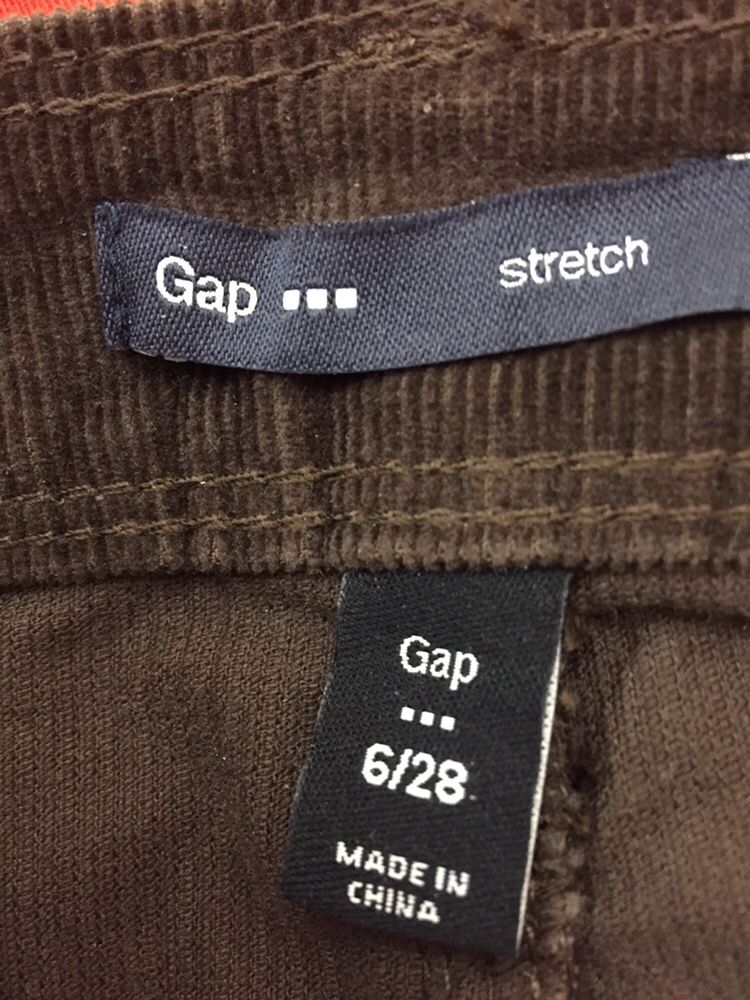 Gap ▪▪▪ stretch
Gap
▪▪▪
6/28
MADE IN
CHINA